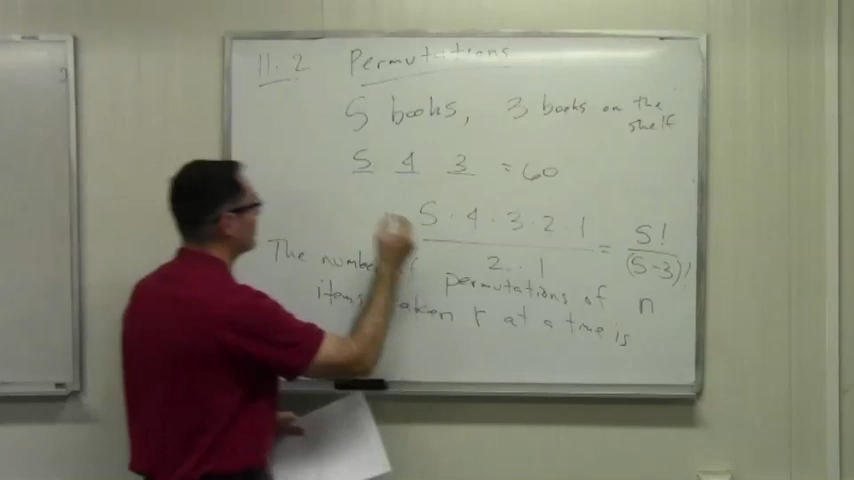 11.2 Permutations
5 books, 3 books on the
shelf
5 4 3 = 60
5 · 4 · 3 · 2 · 1 = 5!
2 · 1 (5-3)!
The number permutations of n
items taken r at a time is